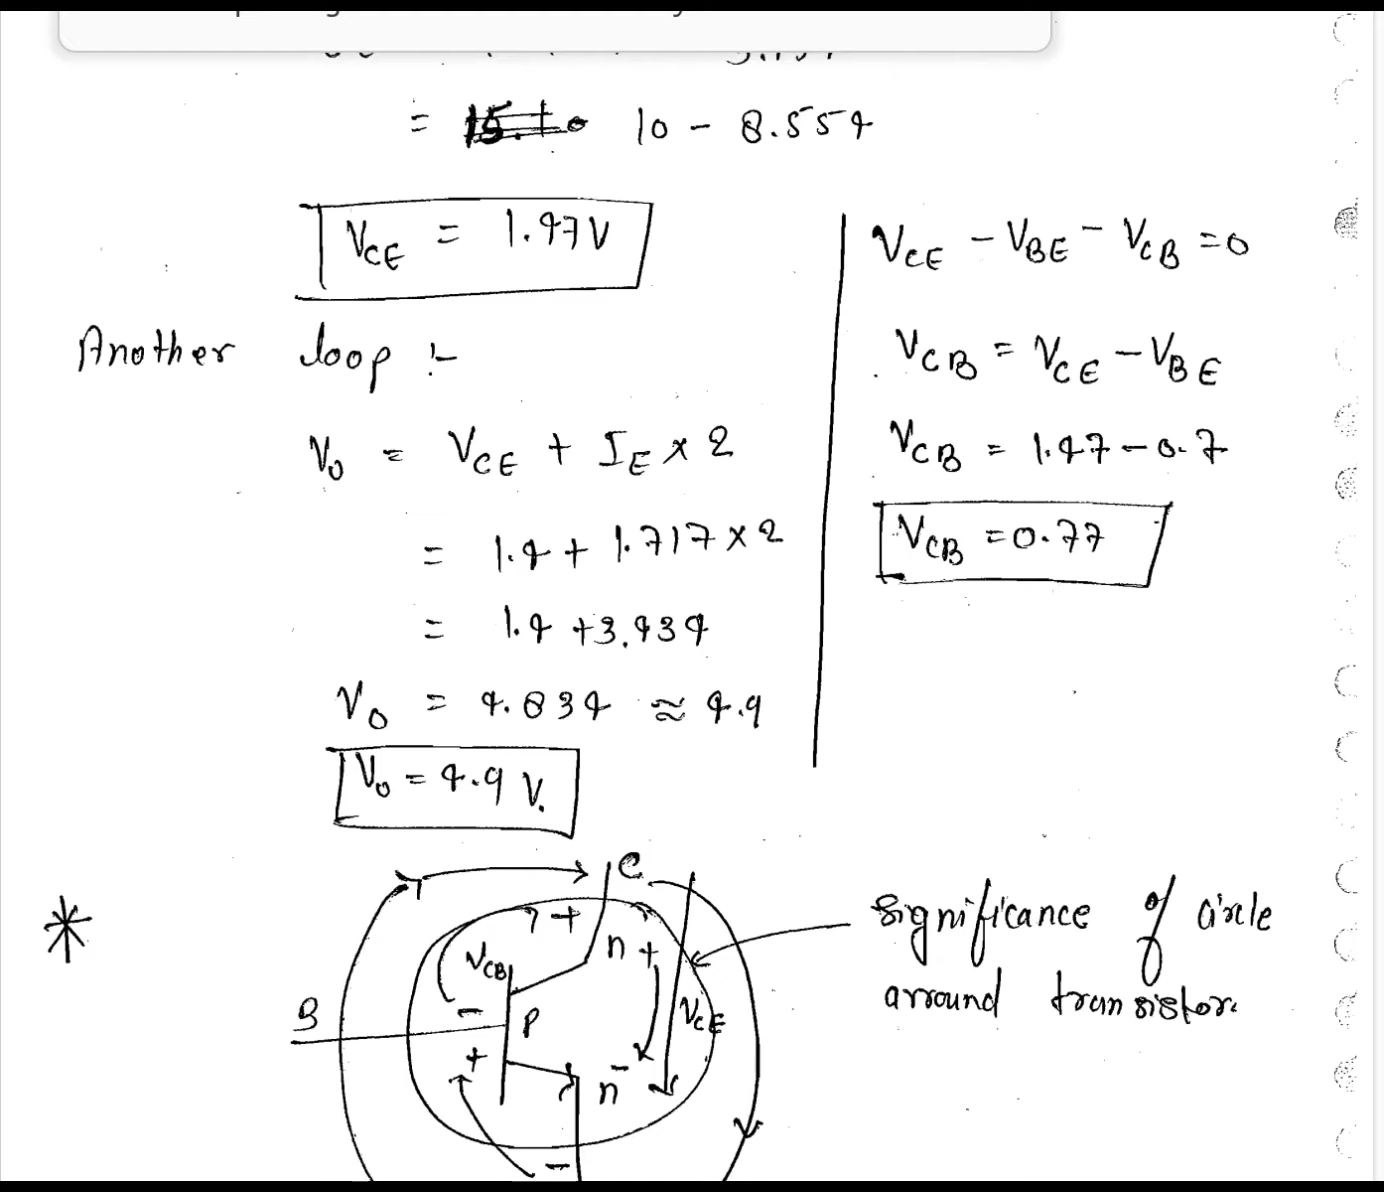 = 10 - 8.554
VCE = 1.47V
Another loop :-
V0 = VCE + IE x 2
= 1.4 + 1.717 x 2
= 1.4 + 3.434
V0 = 4.834 ≈ 4.9
V0 = 4.9 V.
VCE - VBE - VCB = 0
VCB = VCE - VBE
VCB = 1.47 - 0.7
VCB = 0.77
*
C
+
n +
VCB
-
B
P
VCE
+
n -
-
significance of circle
arround transistor.